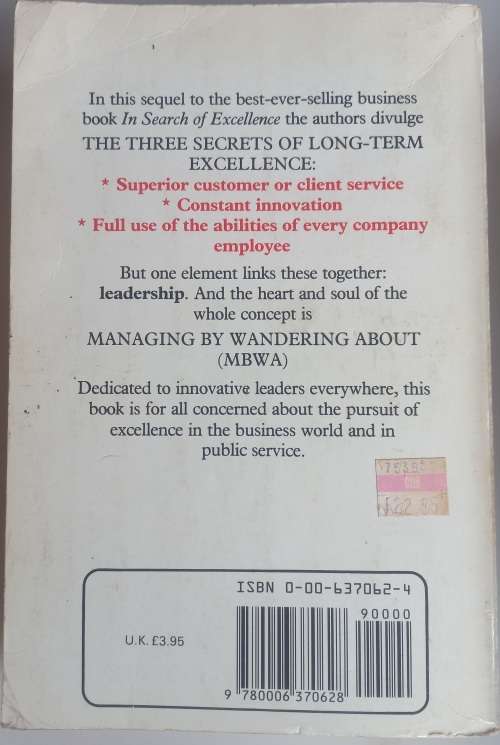 In this sequel to the best-ever-selling business
book In Search of Excellence the authors divulge
THE THREE SECRETS OF LONG-TERM
EXCELLENCE:
* Superior customer or client service
* Constant innovation
* Full use of the abilities of every company
employee
But one element links these together:
leadership. And the heart and soul of the
whole concept is
MANAGING BY WANDERING ABOUT
(MBWA)
Dedicated to innovative leaders everywhere, this
book is for all concerned about the pursuit of
excellence in the business world and in
public service.
ISBN 0-00-637062-4
90000
U.K. £3.95
9 780006 370628